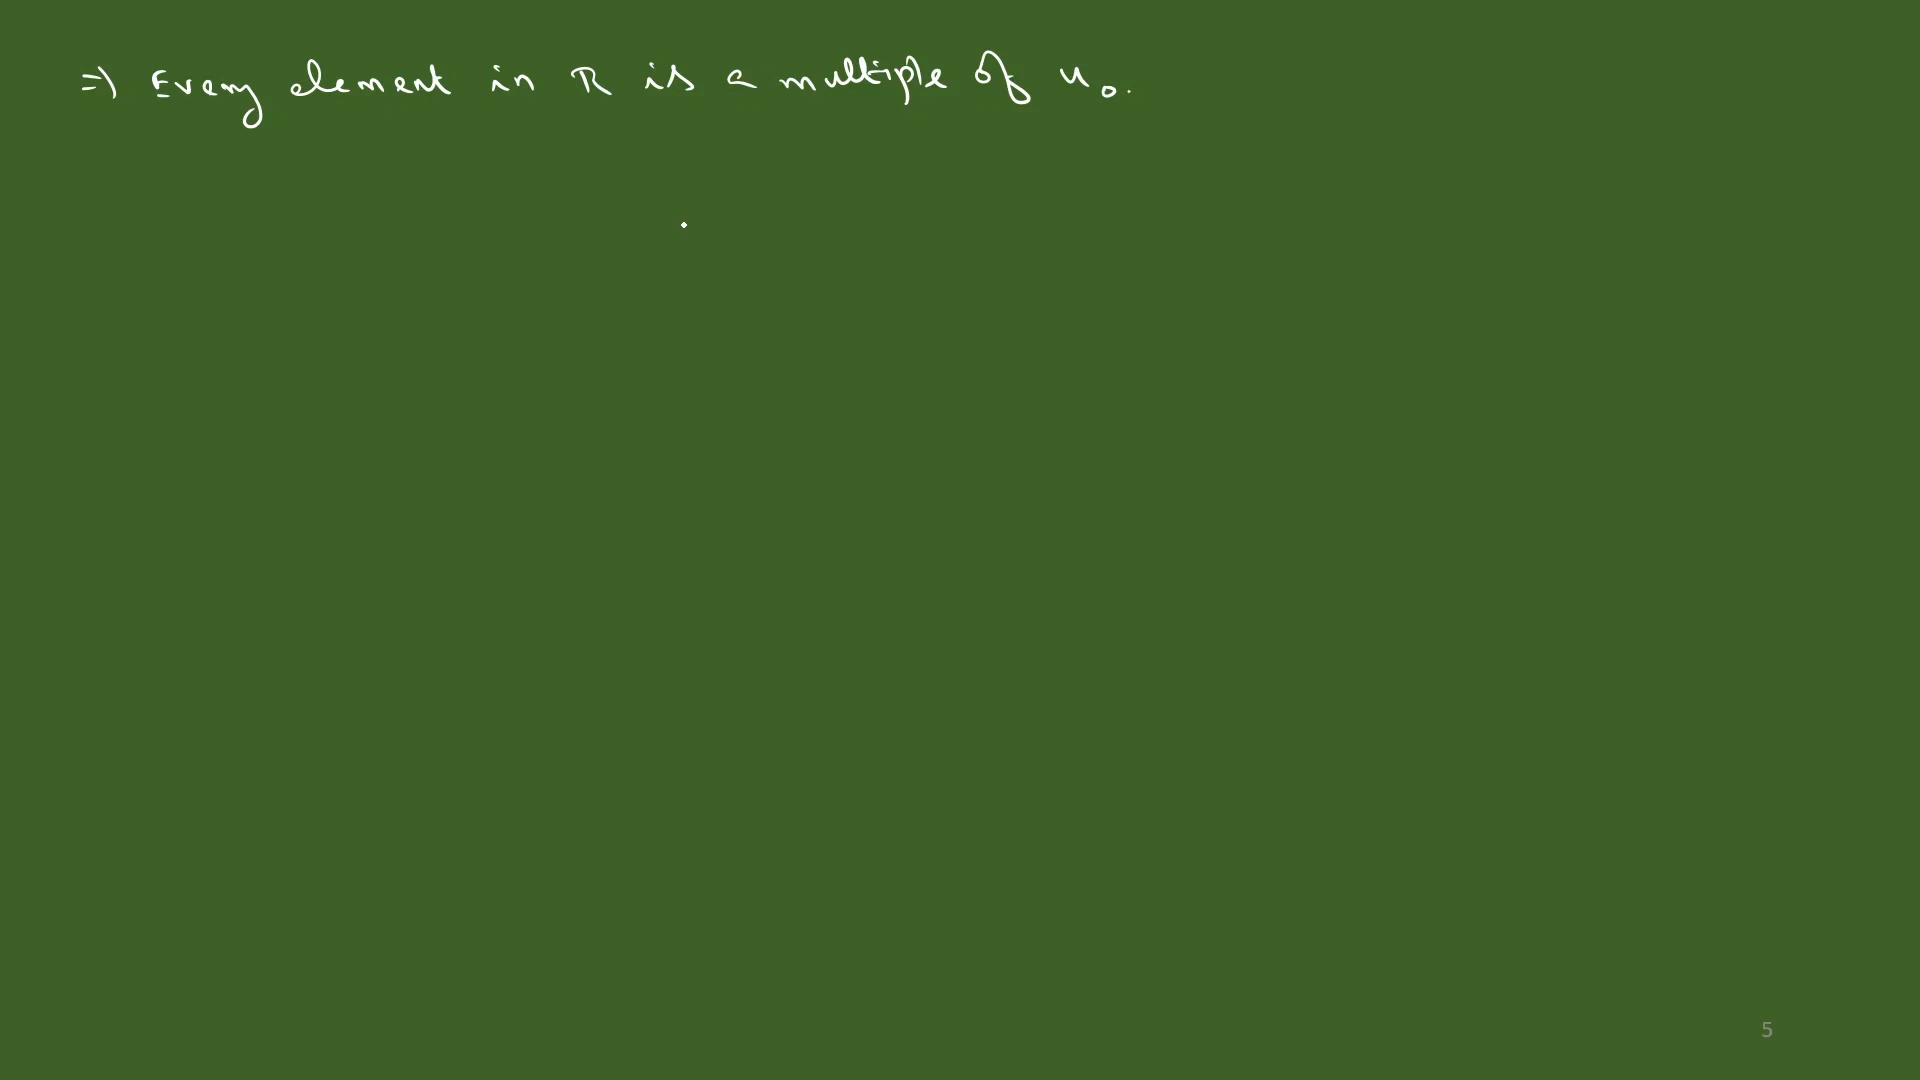 =) Every element in R is a multiple of u₀.
5